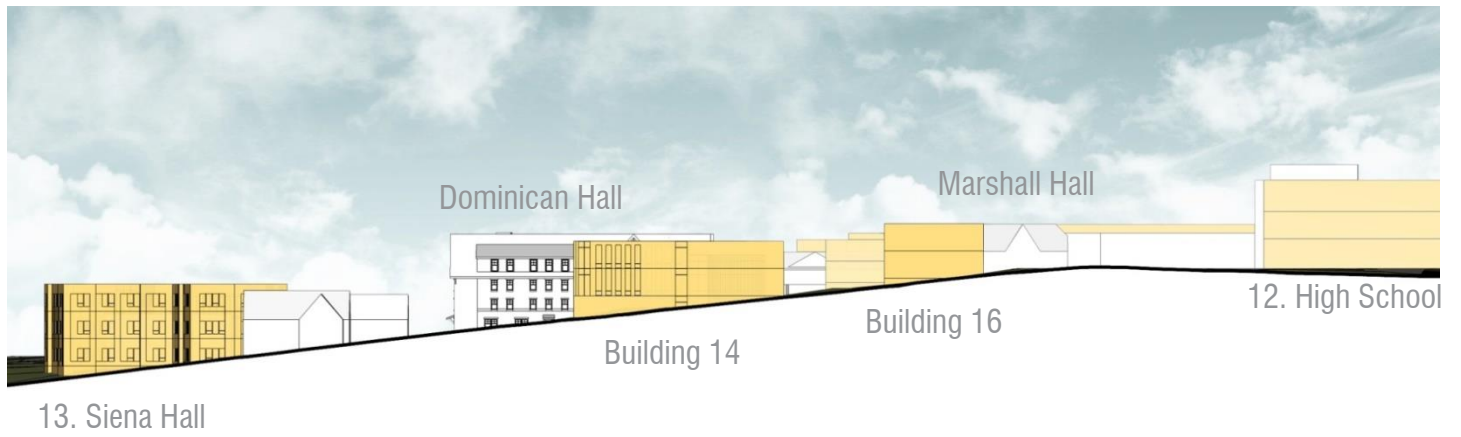 Dominican Hall
Marshall Hall
12. High School
Building 16
Building 14
13. Siena Hall